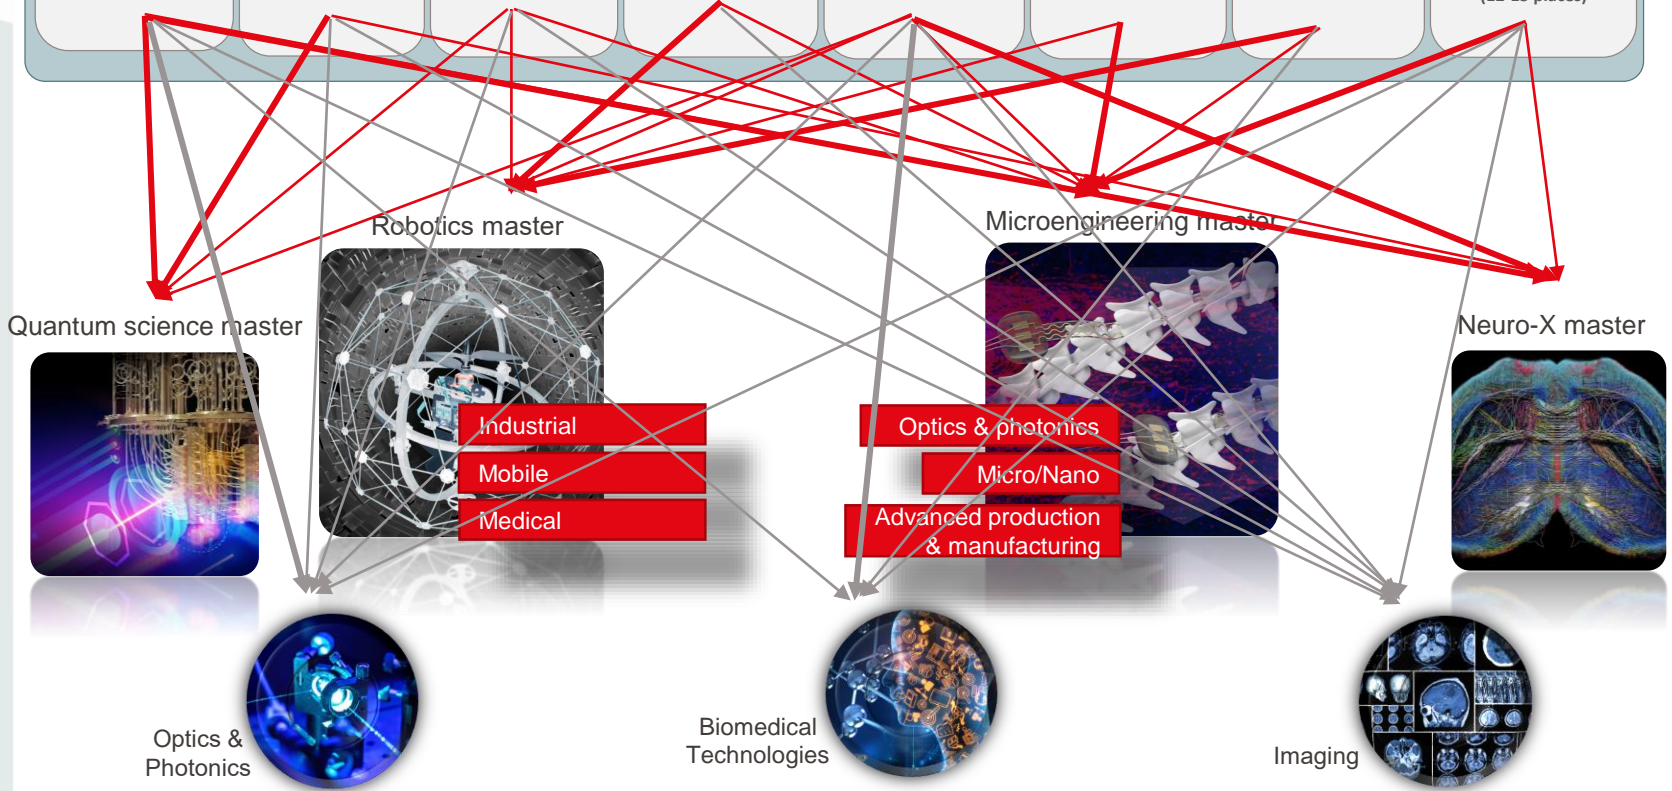 Robotics master
Microengineering master
Quantum science master
Neuro-X master
Industrial
Mobile
Medical
Optics & photonics
Micro/Nano
Advanced production
& manufacturing
Optics &
Photonics
Biomedical
Technologies
Imaging